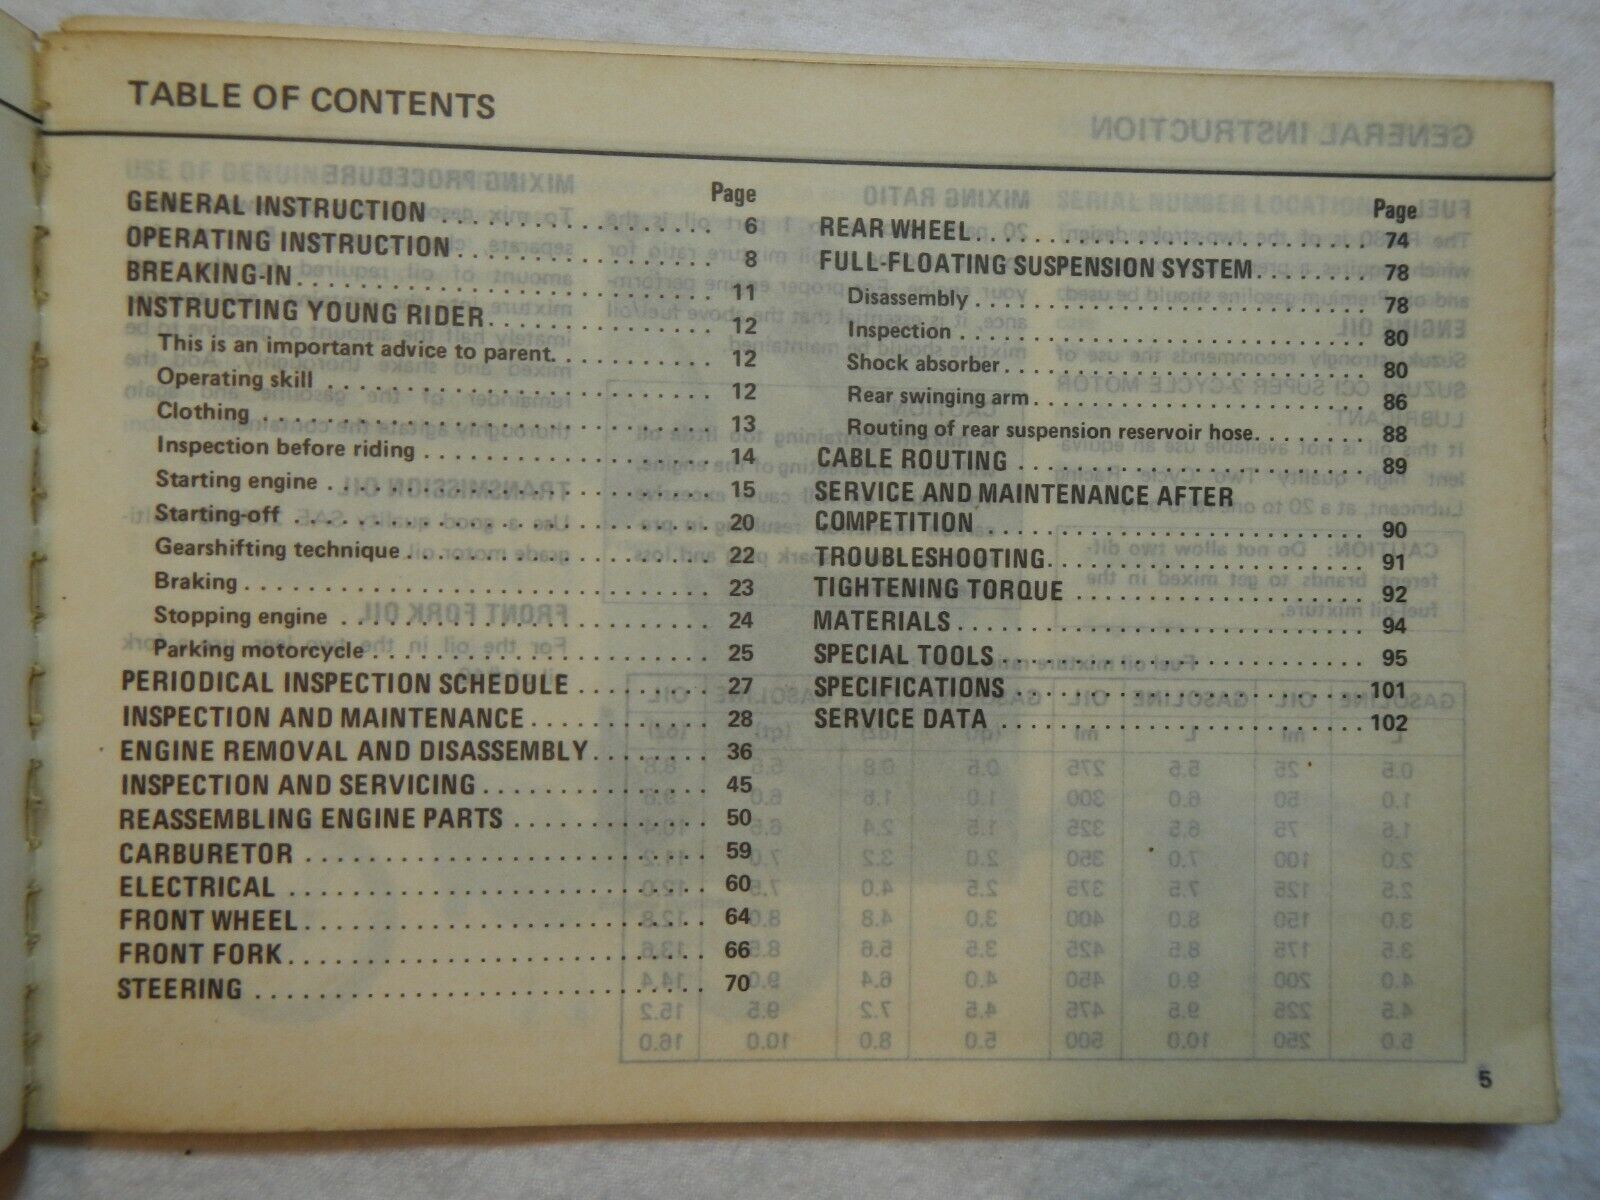 TABLE OF CONTENTS
Page
GENERAL INSTRUCTION . . . . . . . . . . . . . . . . . . . 6
OPERATING INSTRUCTION . . . . . . . . . . . . . . . . . . 8
BREAKING-IN . . . . . . . . . . . . . . . . . . . . . . . . . . . . 11
INSTRUCTING YOUNG RIDER . . . . . . . . . . . . . . . . 12
This is an important advice to parent. . . . . . . . . . . 12
Operating skill . . . . . . . . . . . . . . . . . . . . . . . . . . 12
Clothing . . . . . . . . . . . . . . . . . . . . . . . . . . . . . . 13
Inspection before riding . . . . . . . . . . . . . . . . . . . . 14
Starting engine . . . . . . . . . . . . . . . . . . . . . . . . . . 15
Starting-off . . . . . . . . . . . . . . . . . . . . . . . . . . . . 20
Gearshifting technique . . . . . . . . . . . . . . . . . . . . . 22
Braking . . . . . . . . . . . . . . . . . . . . . . . . . . . . . . . 23
Stopping engine . . . . . . . . . . . . . . . . . . . . . . . . . 24
Parking motorcycle . . . . . . . . . . . . . . . . . . . . . . . 25
PERIODICAL INSPECTION SCHEDULE . . . . . . . . . 27
INSPECTION AND MAINTENANCE . . . . . . . . . . . . 28
ENGINE REMOVAL AND DISASSEMBLY . . . . . . . . 36
INSPECTION AND SERVICING . . . . . . . . . . . . . . . . 45
REASSEMBLING ENGINE PARTS . . . . . . . . . . . . . 50
CARBURETOR . . . . . . . . . . . . . . . . . . . . . . . . . . . 59
ELECTRICAL . . . . . . . . . . . . . . . . . . . . . . . . . . . . 60
FRONT WHEEL . . . . . . . . . . . . . . . . . . . . . . . . . . . 64
FRONT FORK . . . . . . . . . . . . . . . . . . . . . . . . . . . . 66
STEERING . . . . . . . . . . . . . . . . . . . . . . . . . . . . . . 70
Page
REAR WHEEL . . . . . . . . . . . . . . . . . . . . . . . . . . . 74
FULL-FLOATING SUSPENSION SYSTEM . . . . . . . . 78
Disassembly . . . . . . . . . . . . . . . . . . . . . . . . . . . 78
Inspection . . . . . . . . . . . . . . . . . . . . . . . . . . . . 80
Shock absorber . . . . . . . . . . . . . . . . . . . . . . . . . 80
Rear swinging arm . . . . . . . . . . . . . . . . . . . . . . . 86
Routing of rear suspension reservoir hose. . . . . . . . 88
CABLE ROUTING . . . . . . . . . . . . . . . . . . . . . . . . 89
SERVICE AND MAINTENANCE AFTER
COMPETITION . . . . . . . . . . . . . . . . . . . . . . . . . . 90
TROUBLESHOOTING . . . . . . . . . . . . . . . . . . . . . . 91
TIGHTENING TORQUE . . . . . . . . . . . . . . . . . . . . 92
MATERIALS . . . . . . . . . . . . . . . . . . . . . . . . . . . . 94
SPECIAL TOOLS . . . . . . . . . . . . . . . . . . . . . . . . . 95
SPECIFICATIONS . . . . . . . . . . . . . . . . . . . . . . . . 101
SERVICE DATA . . . . . . . . . . . . . . . . . . . . . . . . . 102
5